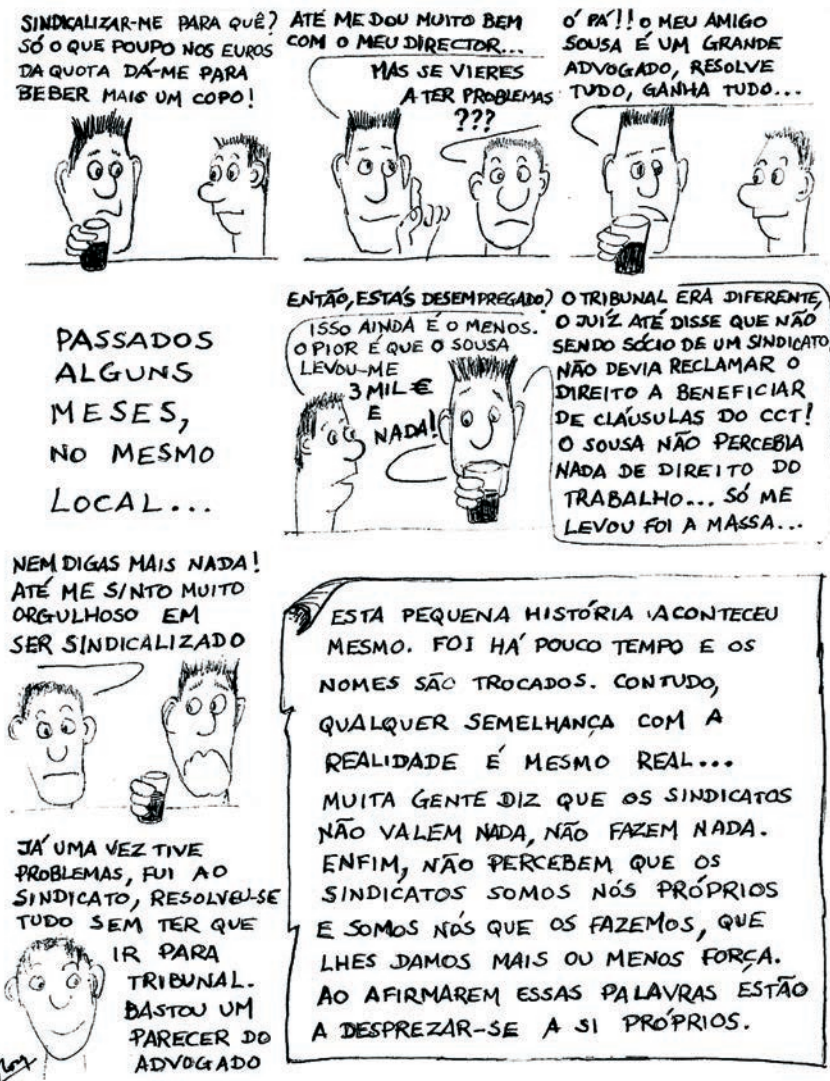 SINDICALIZAR-ME PARA QUÊ?
SÓ O QUE POUPO NOS EUROS
DA QUOTA DÁ-ME PARA
BEBER MAIS UM COPO!
ATÉ ME DOU MUITO BEM
COM O MEU DIRECTOR...
MAS SE VIERES
A TER PROBLEMAS
???
Ó PÁ!! O MEU AMIGO
SOUSA É UM GRANDE
ADVOGADO, RESOLVE
TUDO, GANHA TUDO...
PASSADOS
ALGUNS
MESES,
NO MESMO
LOCAL...
ENTÃO, ESTÁS DESEMPREGADO?
ISSO AINDA É O MENOS.
O PIOR É QUE O SOUSA
LEVOU-ME
3 MIL €
E
NADA!
O TRIBUNAL ERA DIFERENTE,
O JUÍZ ATÉ DISSE QUE NÃO
SENDO SÓCIO DE UM SINDICATO,
NÃO DEVIA RECLAMAR O
DIREITO A BENEFICIAR
DE CLÁUSULAS DO CCT!
O SOUSA NÃO PERCEBIA
NADA DE DIREITO DO
TRABALHO... SÓ ME
LEVOU FOI A MASSA...
NEM DIGAS MAIS NADA!
ATÉ ME SINTO MUITO
ORGULHOSO EM
SER SINDICALIZADO
JÁ UMA VEZ TIVE
PROBLEMAS, FUI AO
SINDICATO, RESOLVEU-SE
TUDO SEM TER QUE
IR PARA
TRIBUNAL.
BASTOU UM
PARECER DO
ADVOGADO
ESTA PEQUENA HISTÓRIA ACONTECEU
MESMO. FOI HÁ POUCO TEMPO E OS
NOMES SÃO TROCADOS. CONTUDO,
QUALQUER SEMELHANÇA COM A
REALIDADE É MESMO REAL...
MUITA GENTE DIZ QUE OS SINDICATOS
NÃO VALEM NADA, NÃO FAZEM NADA.
ENFIM, NÃO PERCEBEM QUE OS
SINDICATOS SOMOS NÓS PRÓPRIOS
E SOMOS NÓS QUE OS FAZEMOS, QUE
LHES DAMOS MAIS OU MENOS FORÇA.
AO AFIRMAREM ESSAS PALAVRAS ESTÃO
A DESPREZAR-SE A SI PRÓPRIOS.